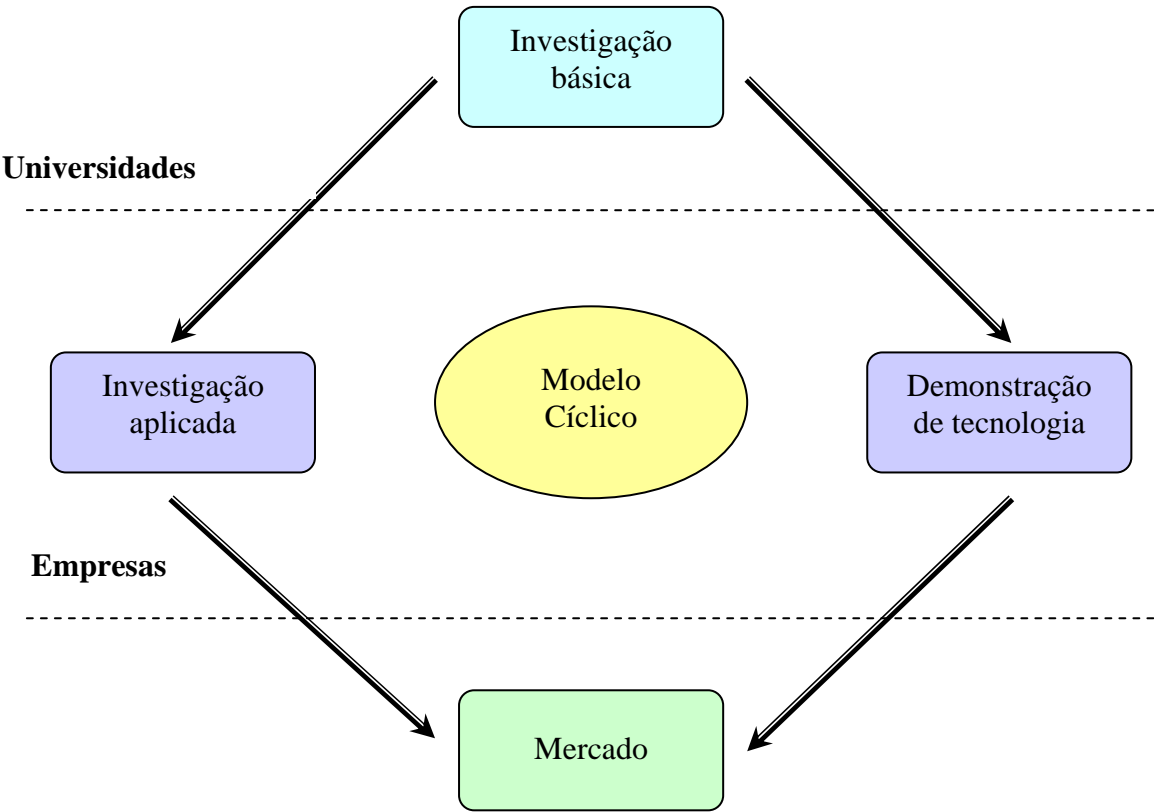 Investigação
básica
Universidades
Investigação
aplicada
Modelo
Cíclico
Demonstração
de tecnologia
Empresas
Mercado